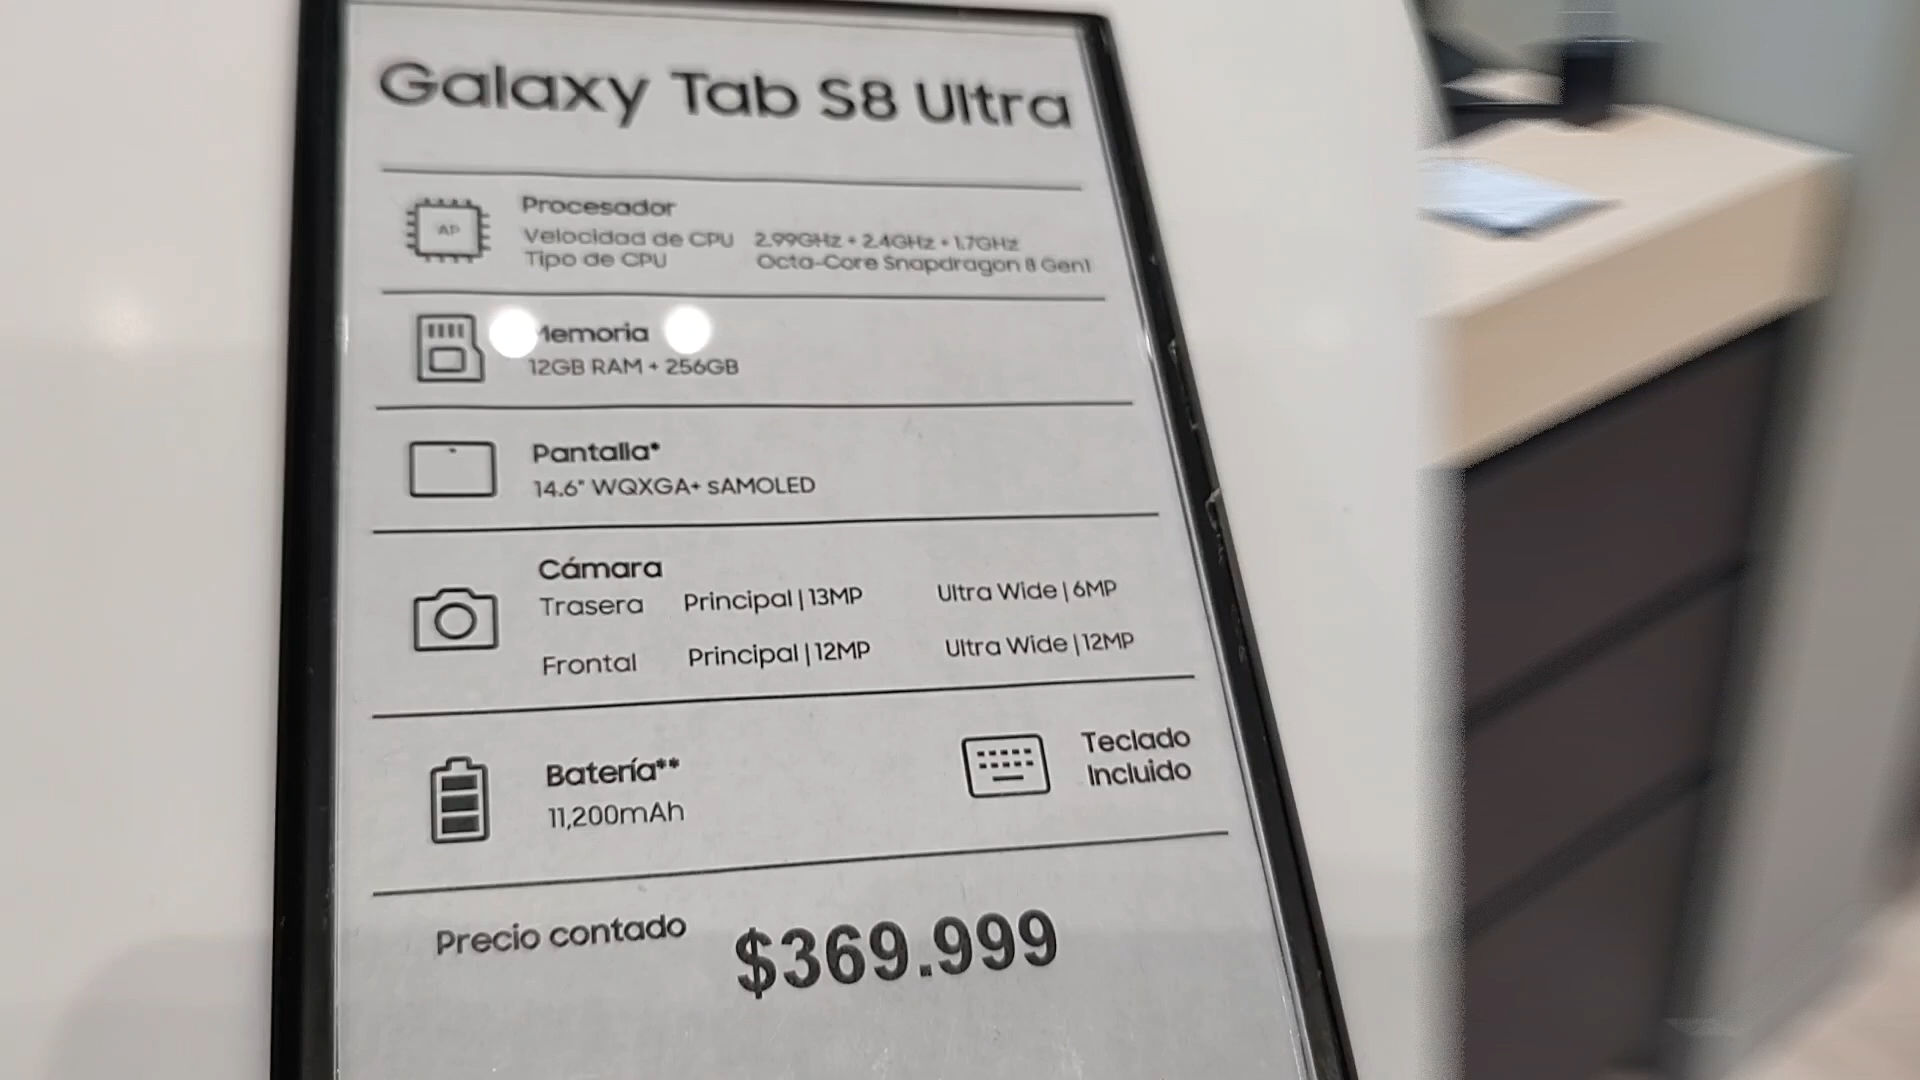 Galaxy Tab S8 Ultra
AP
Procesador
Velocidad de CPU 2.99GHz + 2.4GHz + 1.7GHz
Tipo de CPU Octa-Core Snapdragon 8 Gen1
Memoria
12GB RAM + 256GB
Pantalla*
14.6" WQXGA+ sAMOLED
Cámara
Trasera Principal | 13MP Ultra Wide | 6MP
Frontal Principal | 12MP Ultra Wide | 12MP
Batería**
11,200mAh
Teclado
Incluido
Precio contado $369.999